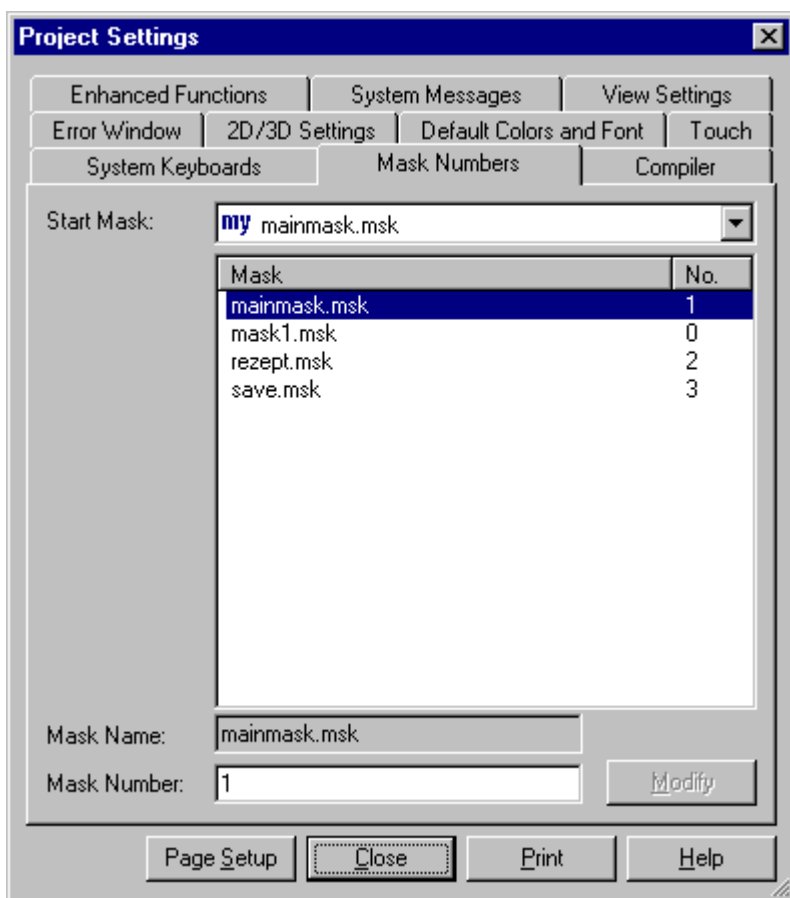 Project Settings
Enhanced Functions System Messages View Settings
Error Window 2D/3D Settings Default Colors and Font Touch
System Keyboards Mask Numbers Compiler
Start Mask: my mainmask.msk
Mask No.
mainmask.msk 1
mask1.msk 0
rezept.msk 2
save.msk 3
Mask Name: mainmask.msk
Mask Number: 1 Modify
Page Setup Close Print Help